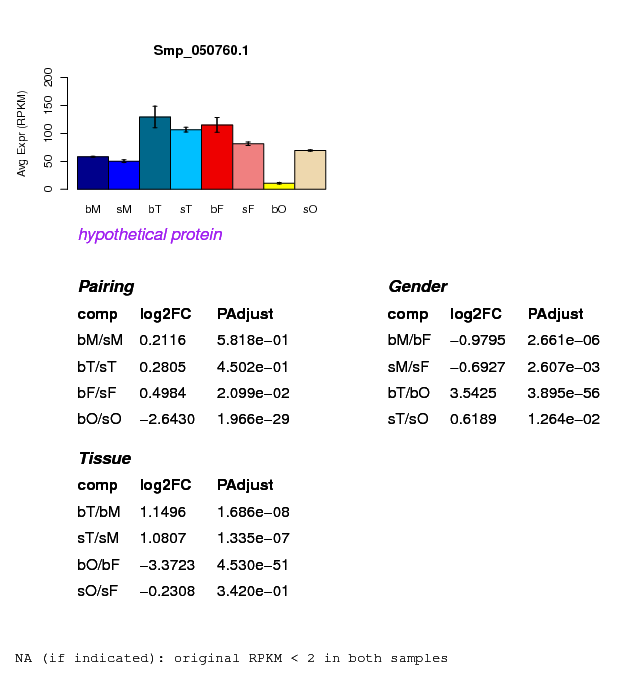 Smp_050760.1
Avg Expr (RPKM)
200
150
100
50
0
bM sM bT sT bF sF bO sO
hypothetical protein
Pairing
comp log2FC PAdjust
bM/sM 0.2116 5.818e−01
bT/sT 0.2805 4.502e−01
bF/sF 0.4984 2.099e−02
bO/sO −2.6430 1.966e−29
Gender
comp log2FC PAdjust
bM/bF −0.9795 2.661e−06
sM/sF −0.6927 2.607e−03
bT/bO 3.5425 3.895e−56
sT/sO 0.6189 1.264e−02
Tissue
comp log2FC PAdjust
bT/bM 1.1496 1.686e−08
sT/sM 1.0807 1.335e−07
bO/bF −3.3723 4.530e−51
sO/sF −0.2308 3.420e−01
NA (if indicated): original RPKM < 2 in both samples